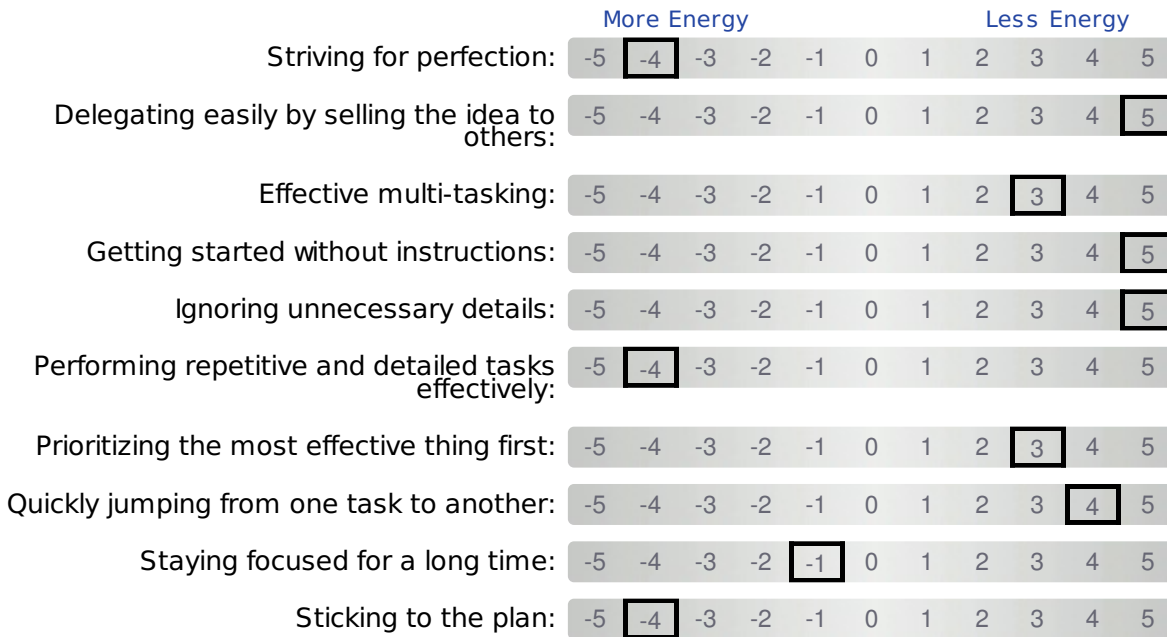 More Energy Less Energy
Striving for perfection: -5 -4 -3 -2 -1 0 1 2 3 4 5
Delegating easily by selling the idea to -5 -4 -3 -2 -1 0 1 2 3 4 5
others:
Effective multi-tasking: -5 -4 -3 -2 -1 0 1 2 3 4 5
Getting started without instructions: -5 -4 -3 -2 -1 0 1 2 3 4 5
Ignoring unnecessary details: -5 -4 -3 -2 -1 0 1 2 3 4 5
Performing repetitive and detailed tasks -5 -4 -3 -2 -1 0 1 2 3 4 5
effectively:
Prioritizing the most effective thing first: -5 -4 -3 -2 -1 0 1 2 3 4 5
Quickly jumping from one task to another: -5 -4 -3 -2 -1 0 1 2 3 4 5
Staying focused for a long time: -5 -4 -3 -2 -1 0 1 2 3 4 5
Sticking to the plan: -5 -4 -3 -2 -1 0 1 2 3 4 5